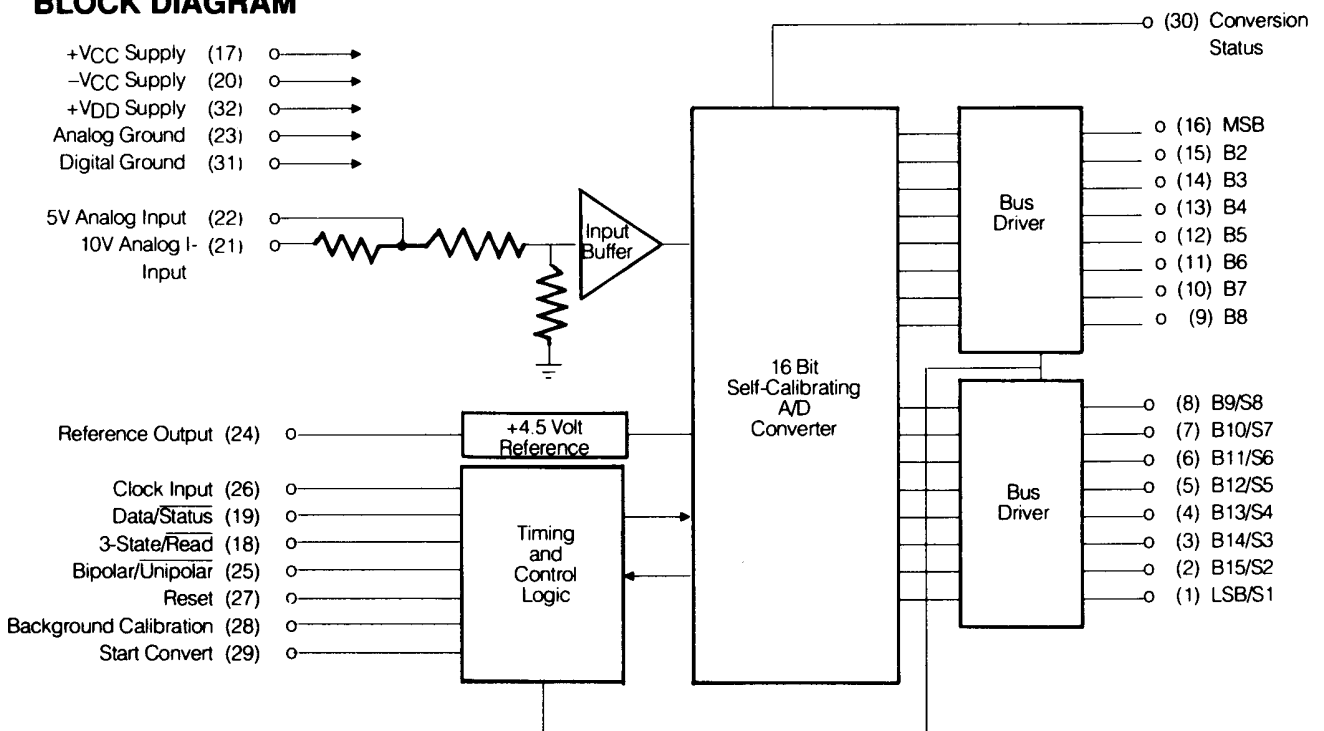 BLOCK DIAGRAM
(30) Conversion
Status
+VCC Supply (17)
–VCC Supply (20)
+VDD Supply (32)
Analog Ground (23)
Digital Ground (31)
5V Analog Input (22)
10V Analog I- (21)
Input
Input
Buffer
16 Bit
Self-Calibrating
A/D
Converter
Bus
Driver
(16) MSB
(15) B2
(14) B3
(13) B4
(12) B5
(11) B6
(10) B7
(9) B8
Reference Output (24)
+4.5 Volt
Reference
Clock Input (26)
Data/Status (19)
3-State/Read (18)
Bipolar/Unipolar (25)
Reset (27)
Background Calibration (28)
Start Convert (29)
Timing
and
Control
Logic
Bus
Driver
(8) B9/S8
(7) B10/S7
(6) B11/S6
(5) B12/S5
(4) B13/S4
(3) B14/S3
(2) B15/S2
(1) LSB/S1